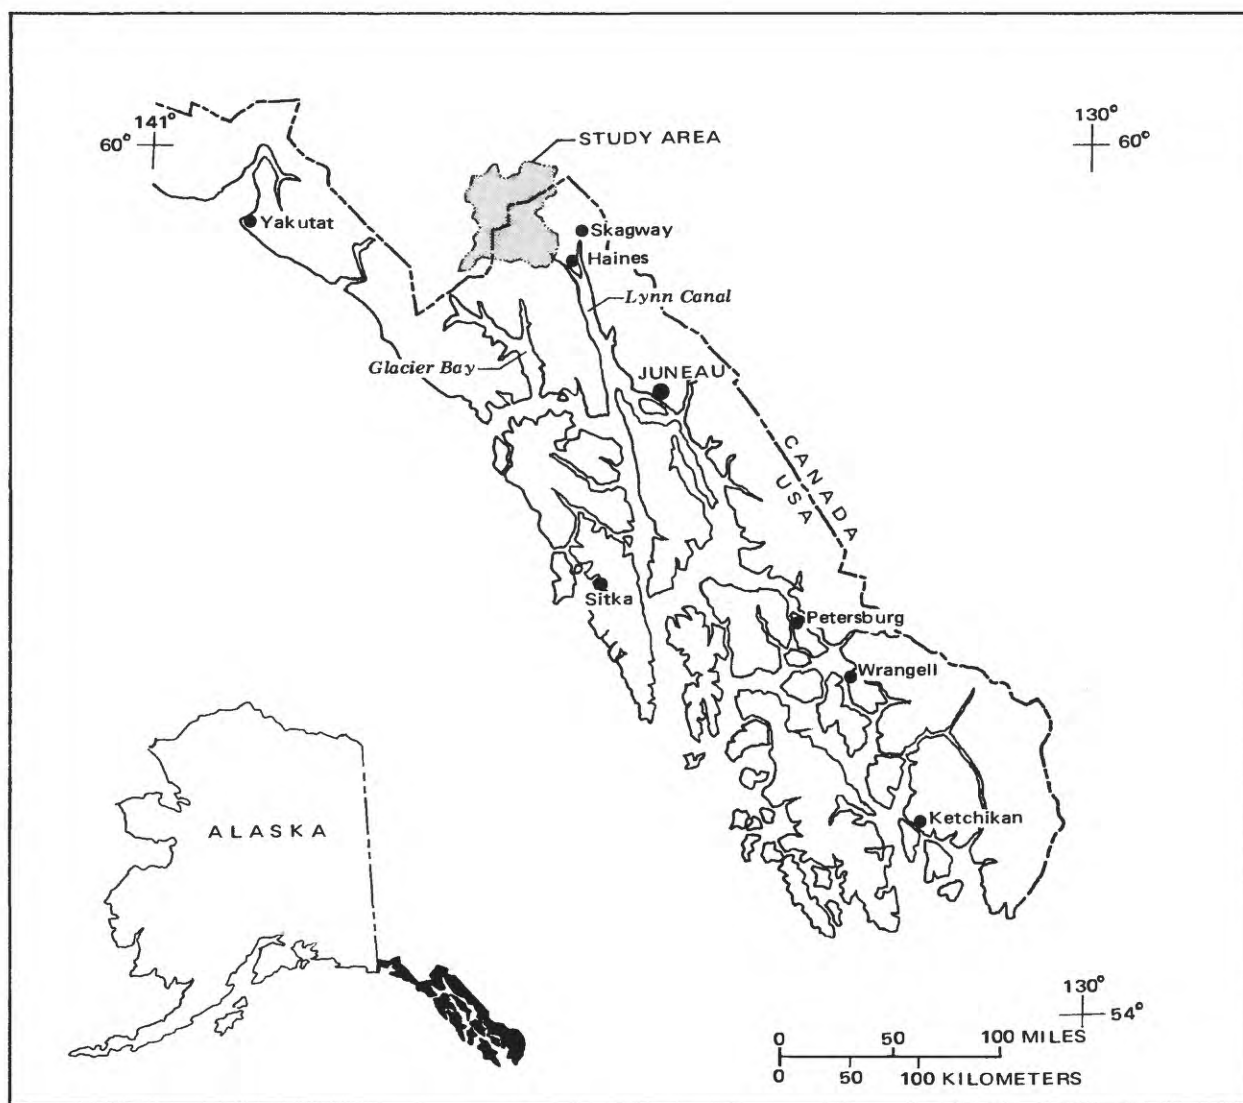 141°
60°
130°
60°
STUDY AREA
Yakutat
Skagway
Haines
Lynn Canal
Glacier Bay
JUNEAU
CANADA
USA
Sitka
Petersburg
Wrangell
Ketchikan
ALASKA
130°
54°
0 50 100 MILES
0 50 100 KILOMETERS